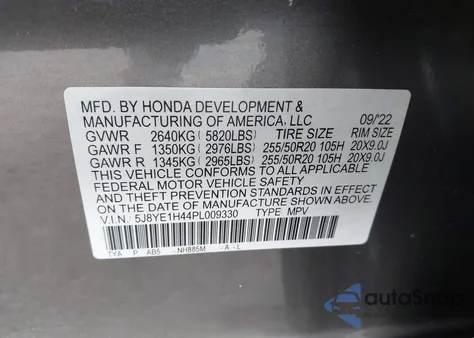 MFD. BY HONDA DEVELOPMENT &
MANUFACTURING OF AMERICA, LLC 09/'22
GVWR 2640KG ( 5820LBS) TIRE SIZE RIM SIZE
GAWR F 1350KG ( 2976LBS) 255/50R20 105H 20X9.0J
GAWR R 1345KG ( 2965LBS) 255/50R20 105H 20X9.0J
THIS VEHICLE CONFORMS TO ALL APPLICABLE
FEDERAL MOTOR VEHICLE SAFETY, BUMPER,
AND THEFT PREVENTION STANDARDS IN EFFECT
ON THE DATE OF MANUFACTURE SHOWN ABOVE.
V.I.N.: 5J8YE1H44PL009330 TYPE: MPV
TYA P AB5 NH885M -A -L
autoSnap